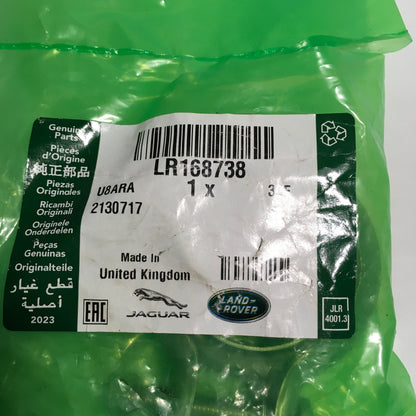 Genuine
Parts
Pièces
d'Origine
純正部品
Piezas
Originales
Ricambi
Originali
Originele
Onderdelen
Peças
Genuinas
Originalteile
قطع غيار
أصلية
2023
LR168738
1 X
U8ARA
2130717
Made In
United Kingdom
EAC
JAGUAR
LAND-
ROVER
JLR
4001.3